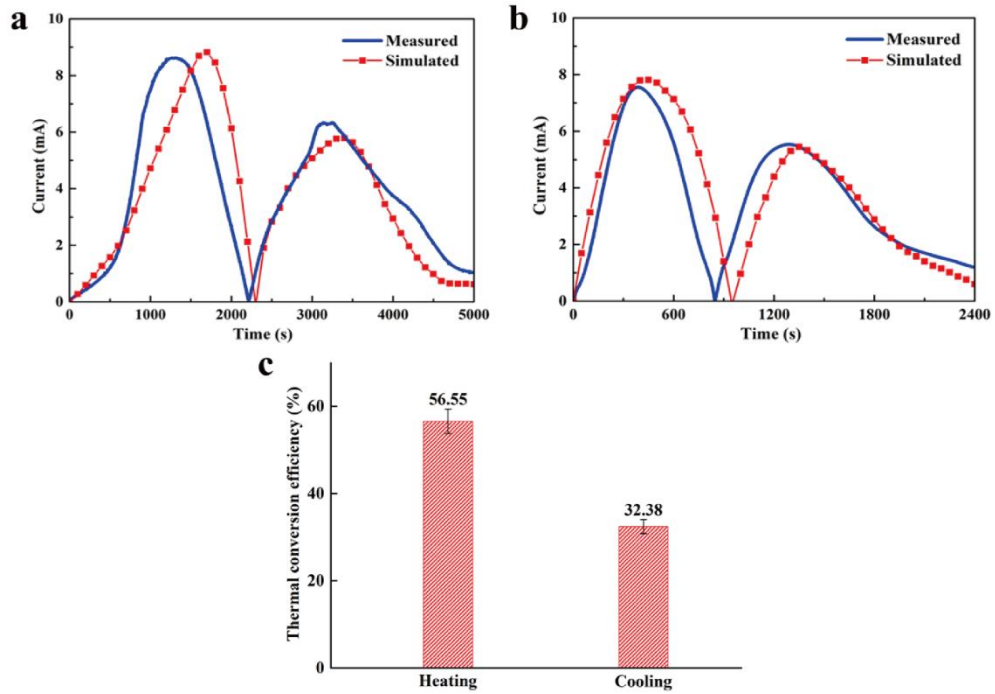 a
Current (mA)
10
8
6
4
2
0
Measured
Simulated
0 1000 2000 3000 4000 5000
Time (s)
b
Current (mA)
10
8
6
4
2
0
Measured
Simulated
0 600 1200 1800 2400
Time (s)
c
Thermal conversion efficiency (%)
60
40
20
0
56.55
32.38
Heating Cooling